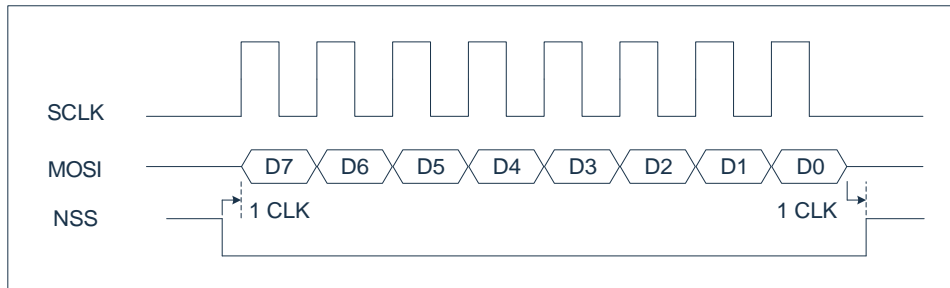 SCLK
MOSI D7 D6 D5 D4 D3 D2 D1 D0
NSS 1 CLK 1 CLK